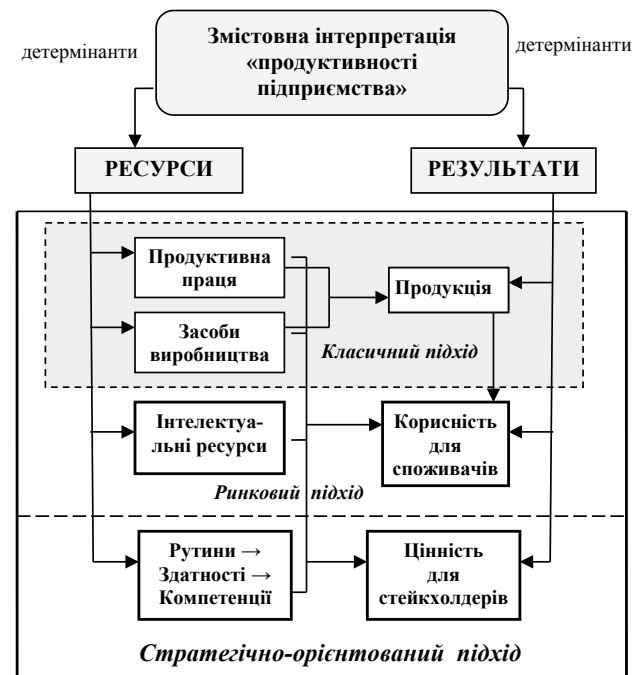 детермінанти
Змістовна інтерпретація
«продуктивності
підприємства»
детермінанти
РЕСУРСИ
РЕЗУЛЬТАТИ
Продуктивна
праця
Продукція
Засоби
виробництва
Класичний підхід
Інтелектуа-
льні ресурси
Корисність
для
споживачів
Ринковий підхід
Рутини →
Здатності →
Компетенції
Цінність
для
стейкхолдерів
Стратегічно-орієнтований підхід